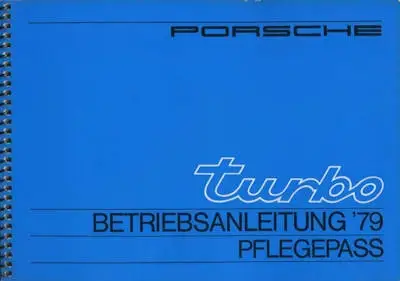 PORSCHE
turbo
BETRIEBSANLEITUNG '79
PFLEGEPASS